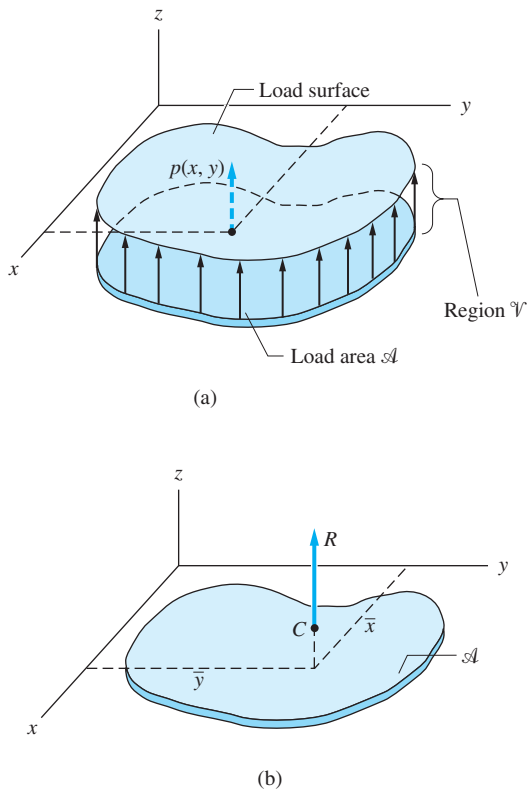 z
Load surface
y
p(x, y)
x
Region 𝒱
Load area 𝒜
(a)
z
R
y
C
x̄
ȳ
𝒜
x
(b)